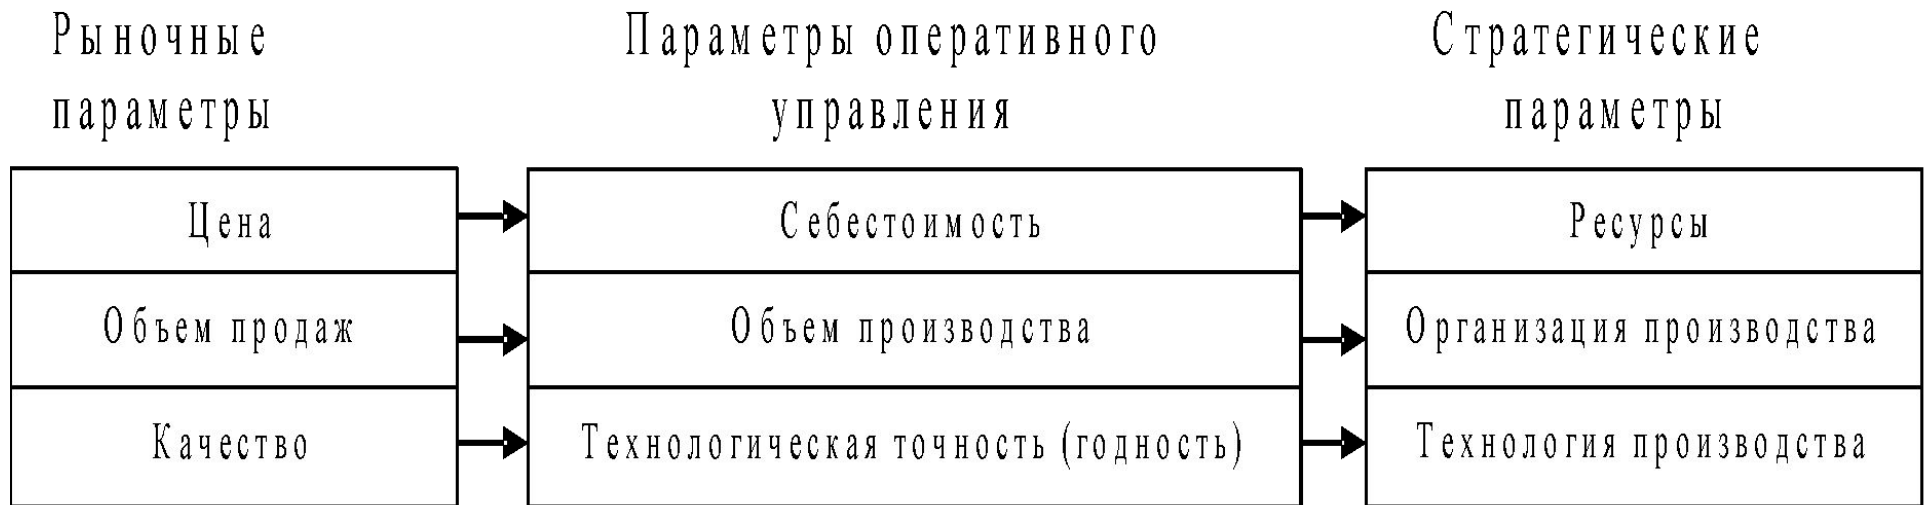 Рыночные
параметры
Параметры оперативного
управления
Стратегические
параметры
Цена
Себестоимость
Ресурсы
Объем продаж
Объем производства
Организация производства
Качество
Технологическая точность (годность)
Технология производства